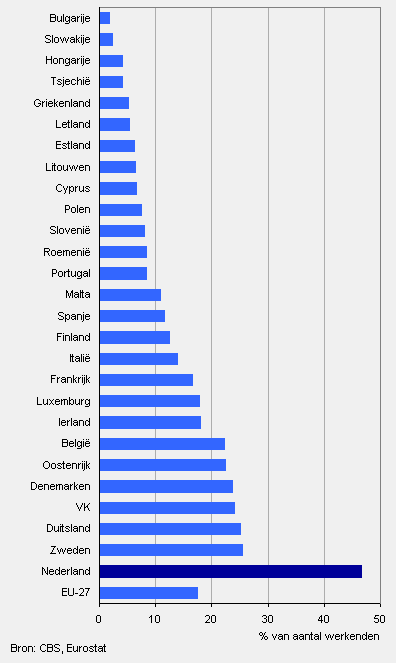 Bulgarije
Slowakije
Hongarije
Tsjechië
Griekenland
Letland
Estland
Litouwen
Cyprus
Polen
Slovenië
Roemenië
Portugal
Malta
Spanje
Finland
Italië
Frankrijk
Luxemburg
Ierland
België
Oostenrijk
Denemarken
VK
Duitsland
Zweden
Nederland
EU-27
0 10 20 30 40 50
% van aantal werkenden
Bron: CBS, Eurostat